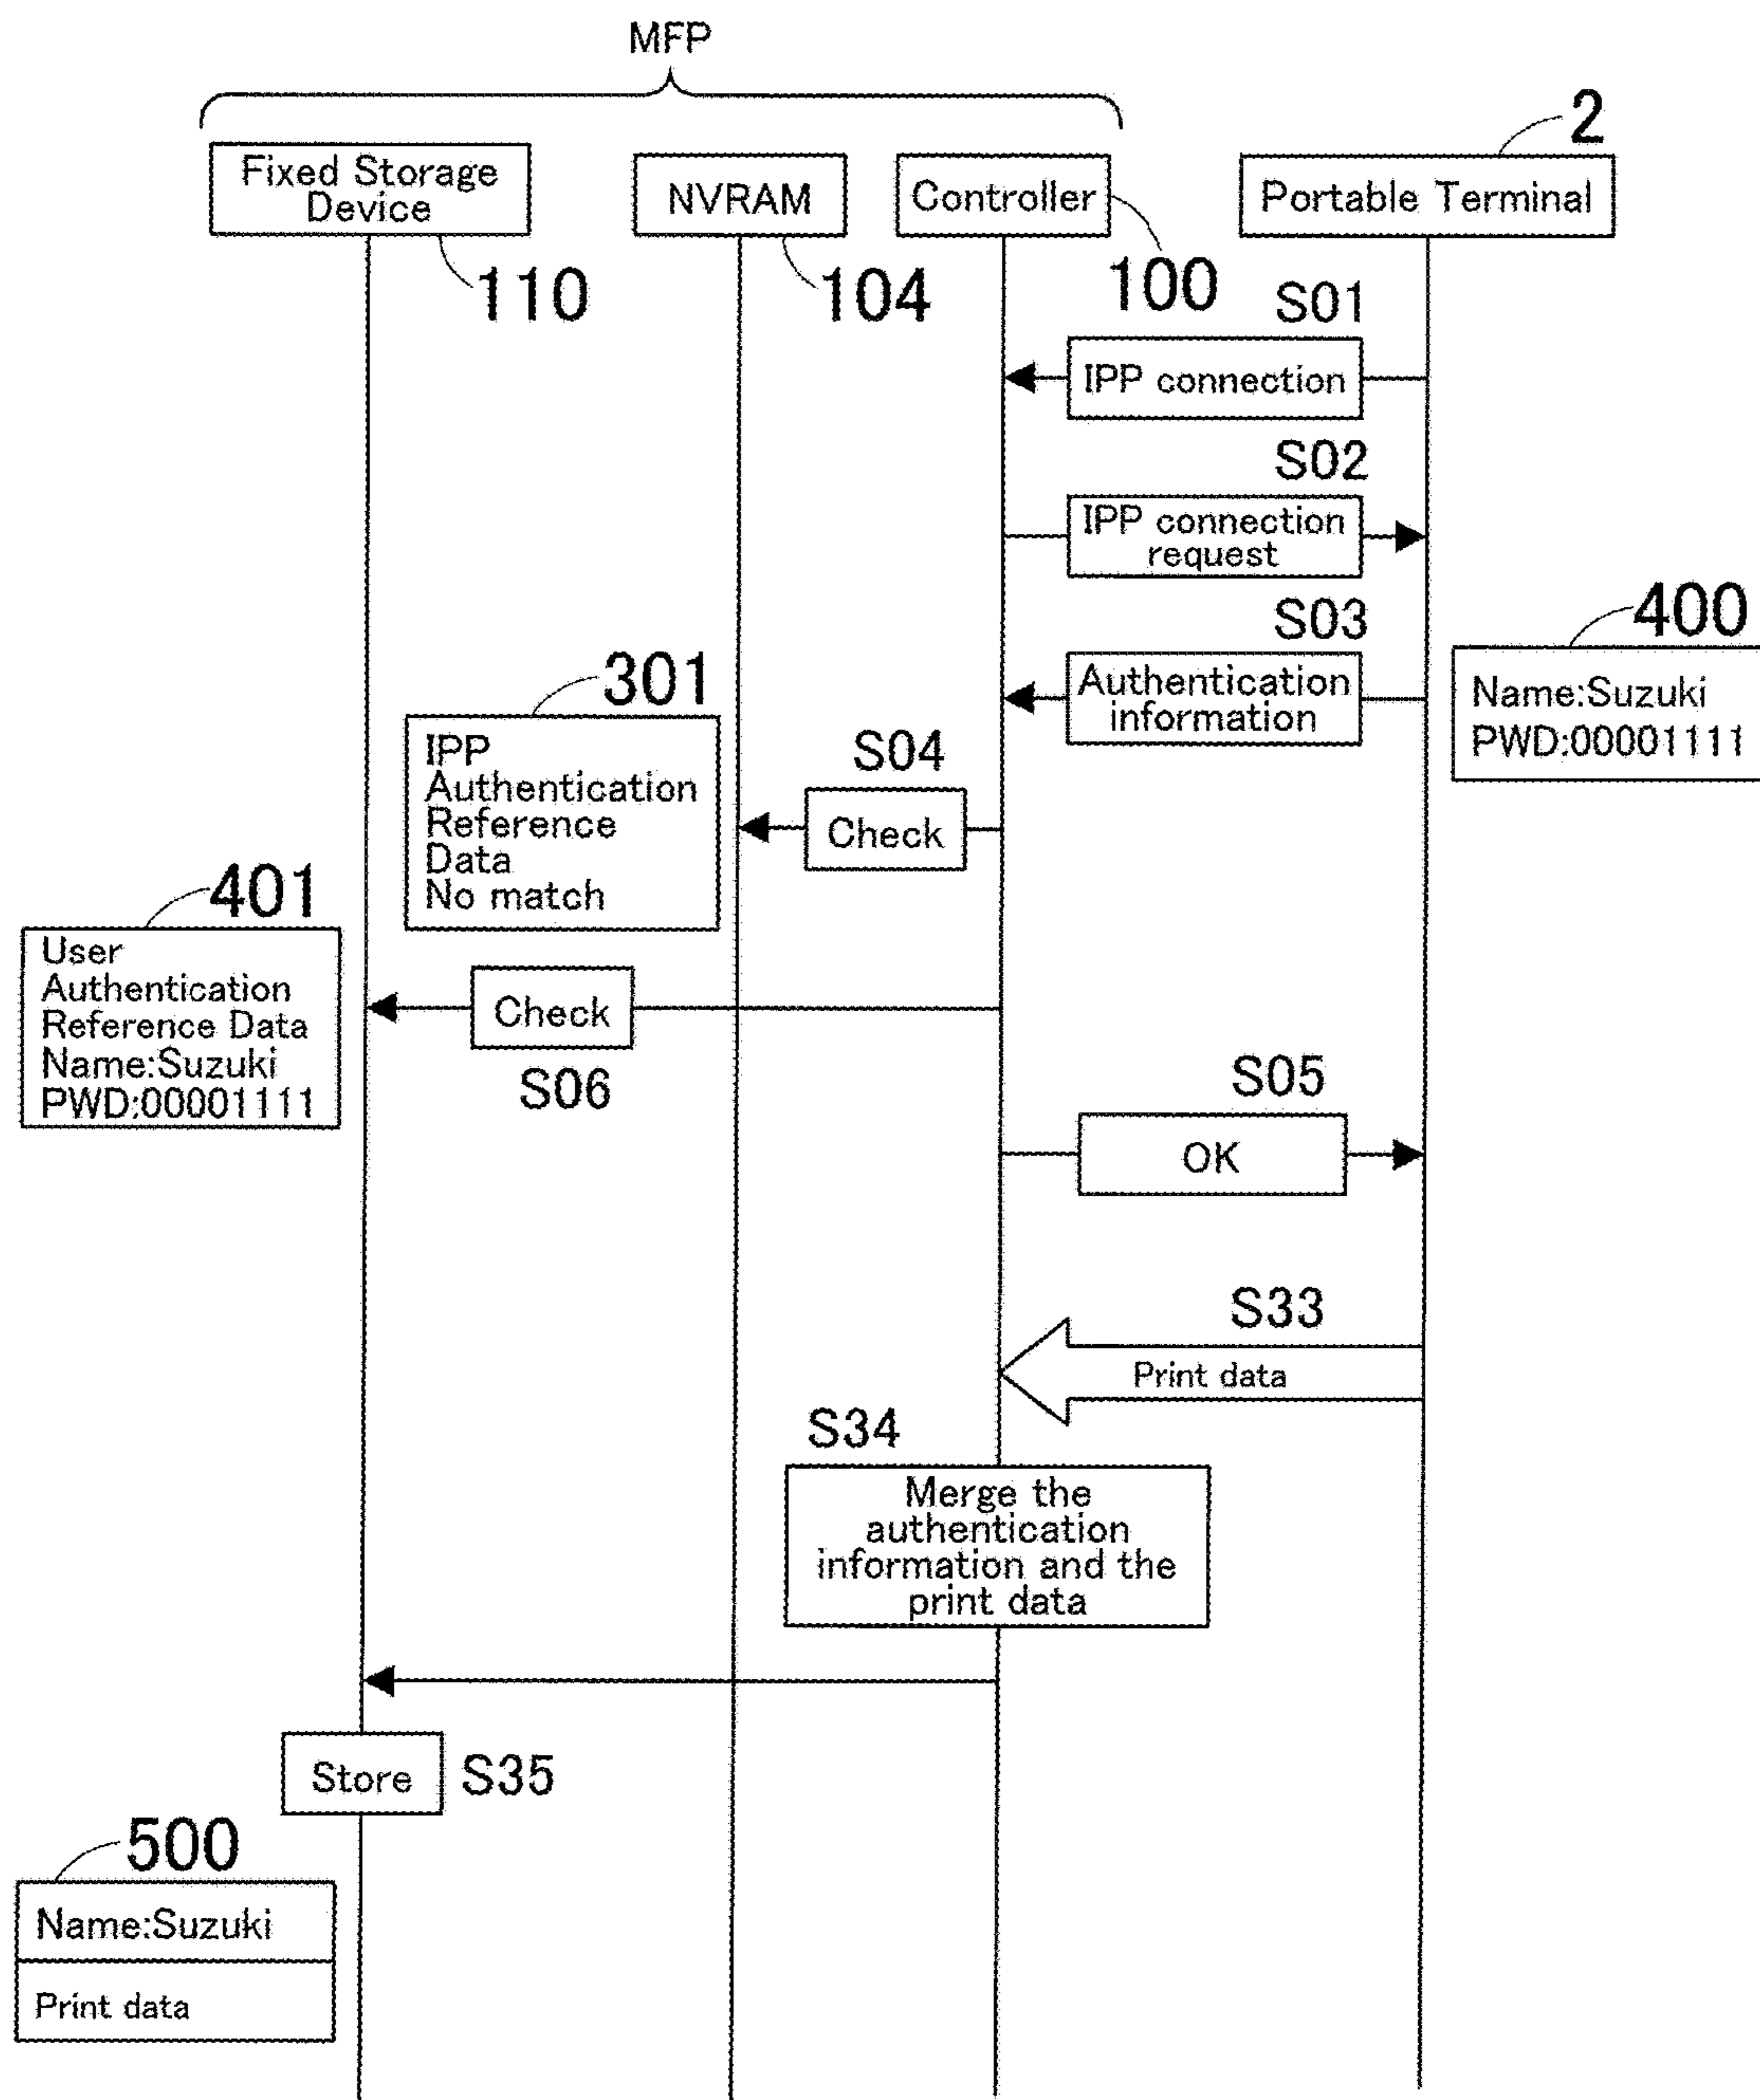 MFP
2
Fixed Storage
Device
NVRAM
Controller
Portable Terminal
110
104
100
S01
IPP connection
S02
IPP connection
request
S03
400
Authentication
information
Name:Suzuki
PWD:00001111
301
IPP
Authentication
Reference
Data
No match
S04
Check
401
User
Authentication
Reference Data
Name:Suzuki
PWD:00001111
Check
S06
S05
OK
S33
Print data
S34
Merge the
authentication
information and the
print data
Store
S35
500
Name:Suzuki
Print data